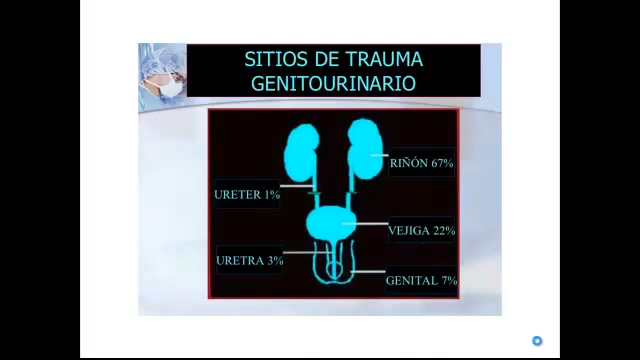 SITIOS DE TRAUMA
GENITOURINARIO
RIÑÓN 67%
URETER 1%
VEJIGA 22%
URETRA 3%
GENITAL 7%